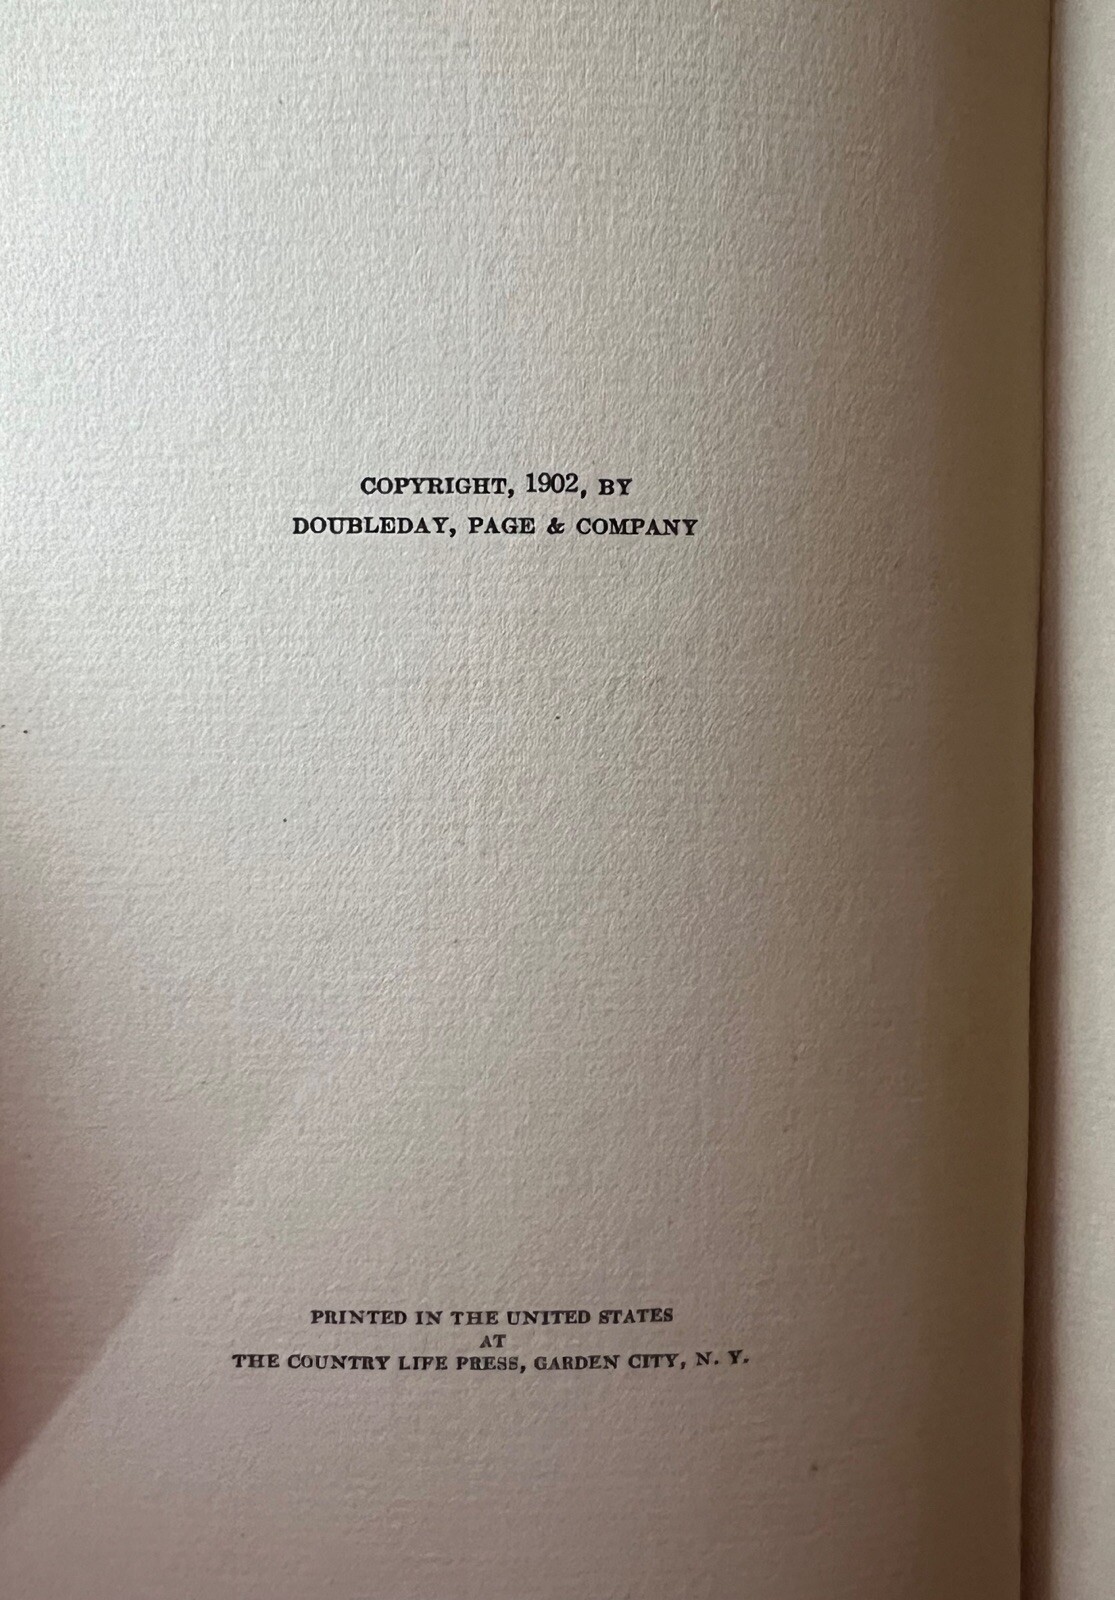 COPYRIGHT, 1902, BY
DOUBLEDAY, PAGE & COMPANY
PRINTED IN THE UNITED STATES
AT
THE COUNTRY LIFE PRESS, GARDEN CITY, N. Y.